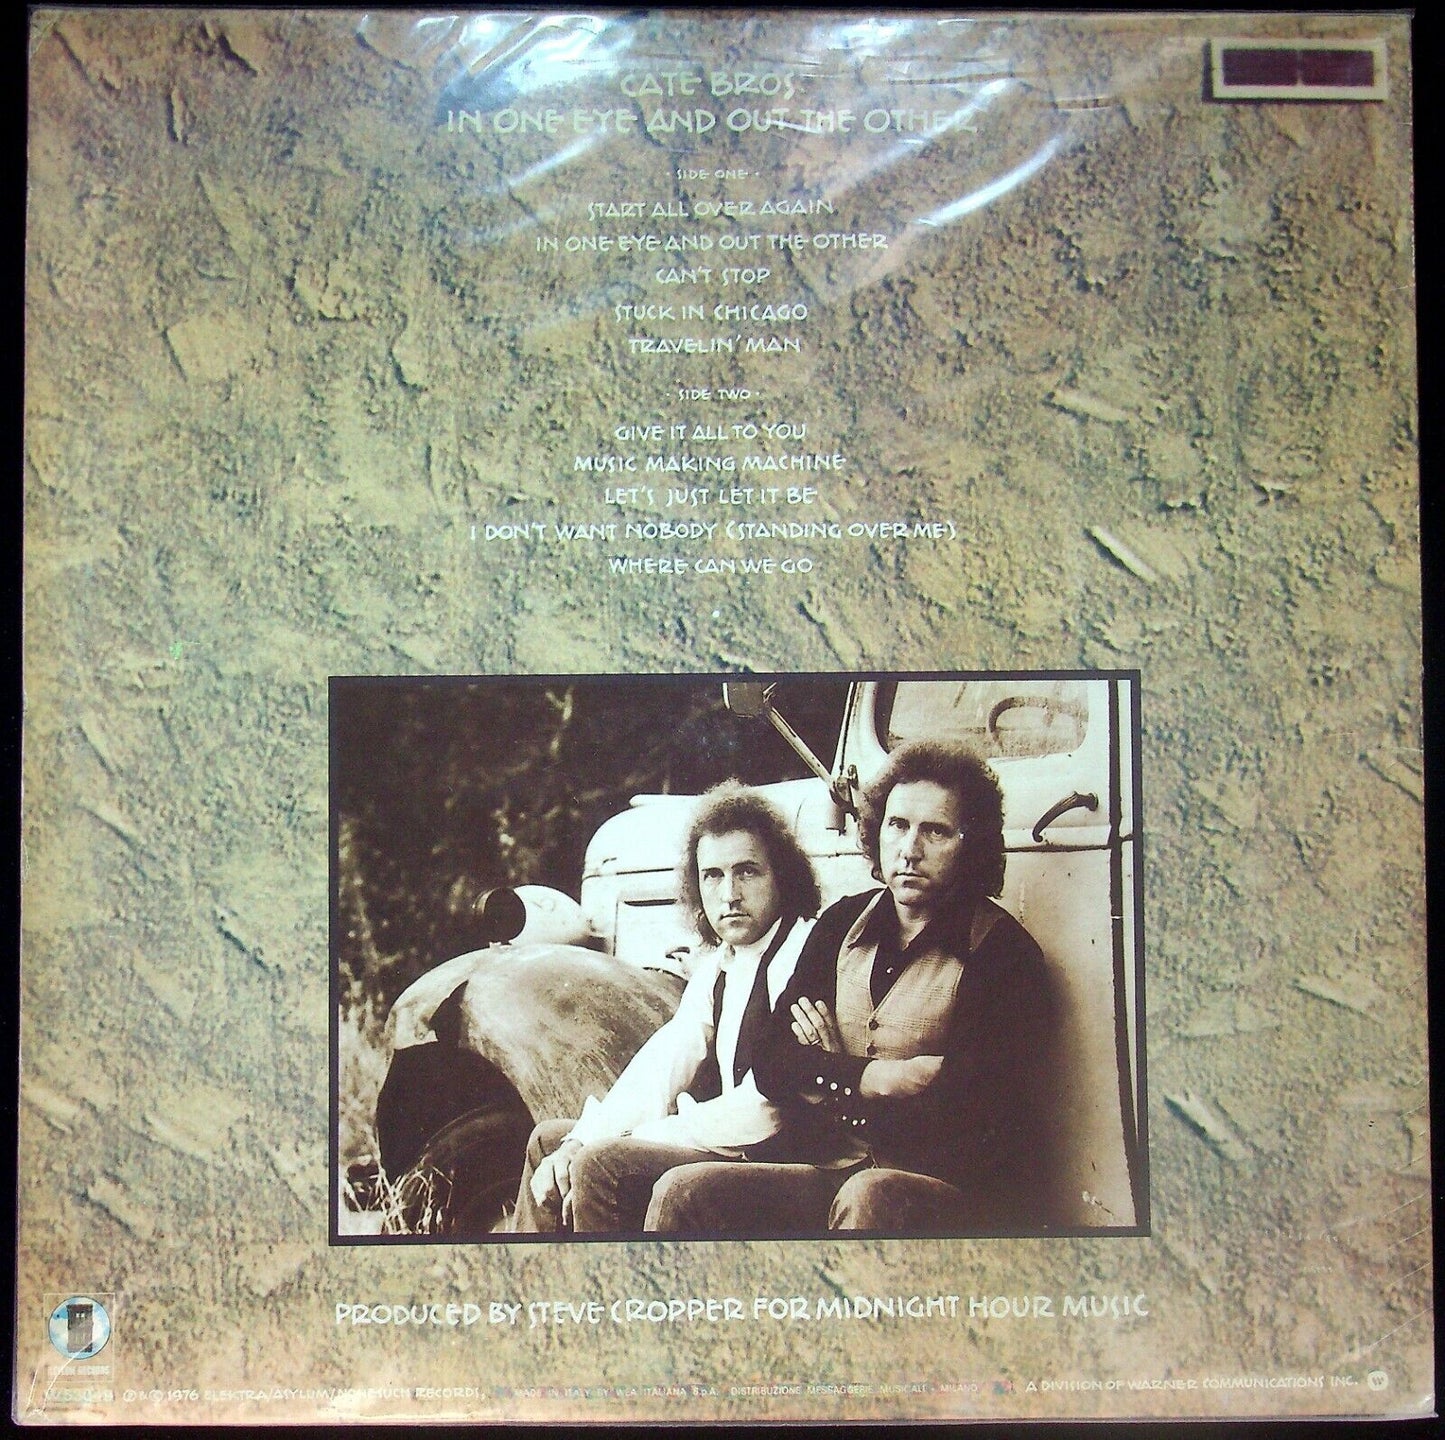 CATE BROS.
IN ONE EYE AND OUT THE OTHER
· SIDE ONE ·
START ALL OVER AGAIN
IN ONE EYE AND OUT THE OTHER
CAN'T STOP
STUCK IN CHICAGO
TRAVELIN' MAN
· SIDE TWO ·
GIVE IT ALL TO YOU
MUSIC MAKING MACHINE
LET'S JUST LET IT BE
I DON'T WANT NOBODY (STANDING OVER ME)
WHERE CAN WE GO
PRODUCED BY STEVE CROPPER FOR MIDNIGHT HOUR MUSIC
ASYLUM RECORDS
℗ & © 1976 ELEKTRA/ASYLUM/NONESUCH RECORDS, MADE IN ITALY BY WEA ITALIANA S.p.A. DISTRIBUZIONE MESSAGGERIE MUSICALI - MILANO A DIVISION OF WARNER COMMUNICATIONS INC.